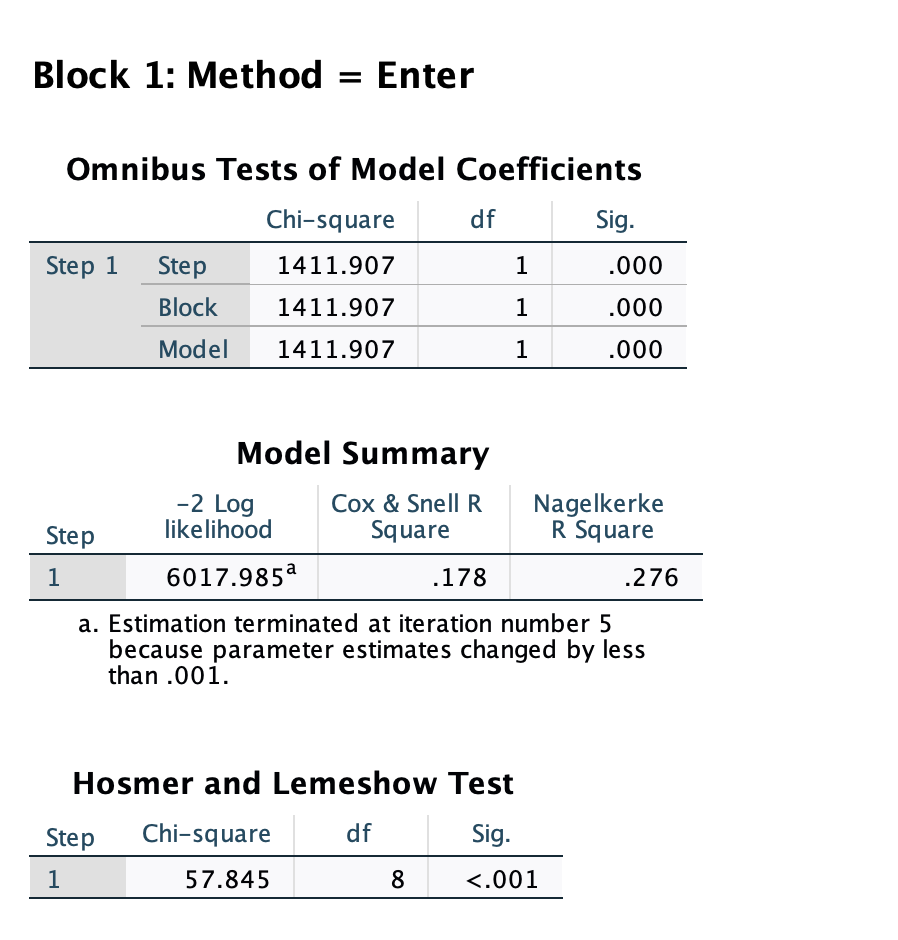 Block 1: Method = Enter
Omnibus Tests of Model Coefficients
Chi-square df Sig.
Step 1 Step 1411.907 1 .000
Block 1411.907 1 .000
Model 1411.907 1 .000
Model Summary
Step -2 Log likelihood Cox & Snell R Square Nagelkerke R Square
1 6017.985a .178 .276
a. Estimation terminated at iteration number 5
because parameter estimates changed by less
than .001.
Hosmer and Lemeshow Test
Step Chi-square df Sig.
1 57.845 8 <.001